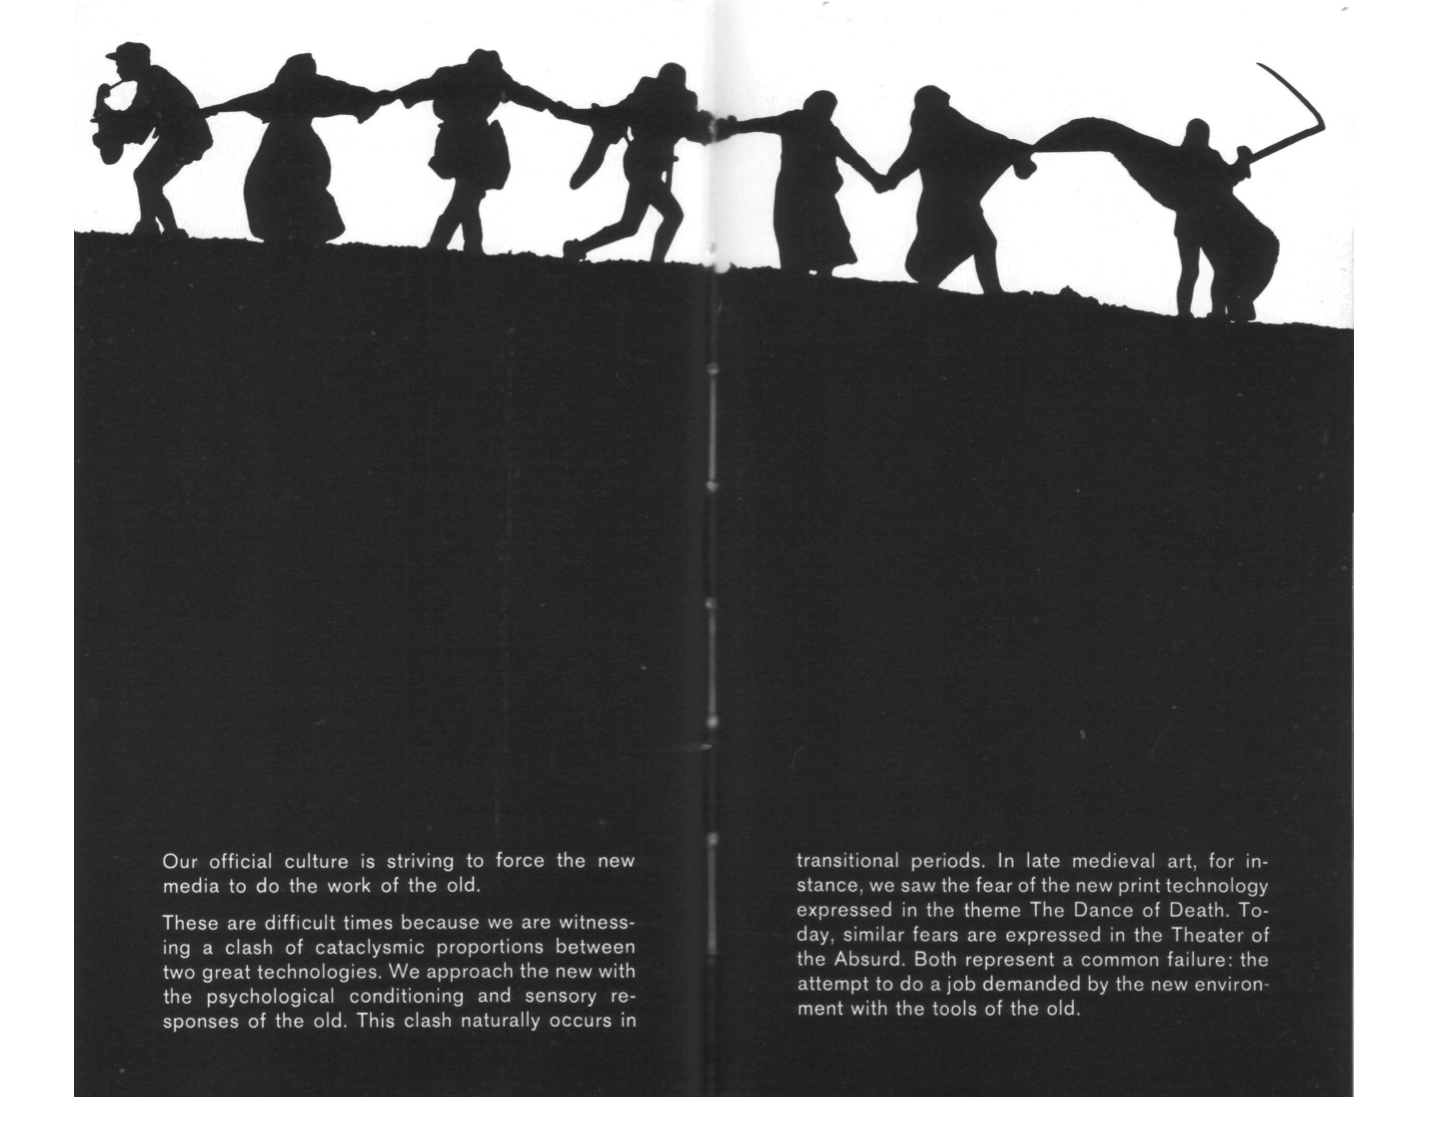 Our official culture is striving to force the new
media to do the work of the old.
These are difficult times because we are witness-
ing a clash of cataclysmic proportions between
two great technologies. We approach the new with
the psychological conditioning and sensory re-
sponses of the old. This clash naturally occurs in
transitional periods. In late medieval art, for in-
stance, we saw the fear of the new print technology
expressed in the theme The Dance of Death. To-
day, similar fears are expressed in the Theater of
the Absurd. Both represent a common failure: the
attempt to do a job demanded by the new environ-
ment with the tools of the old.